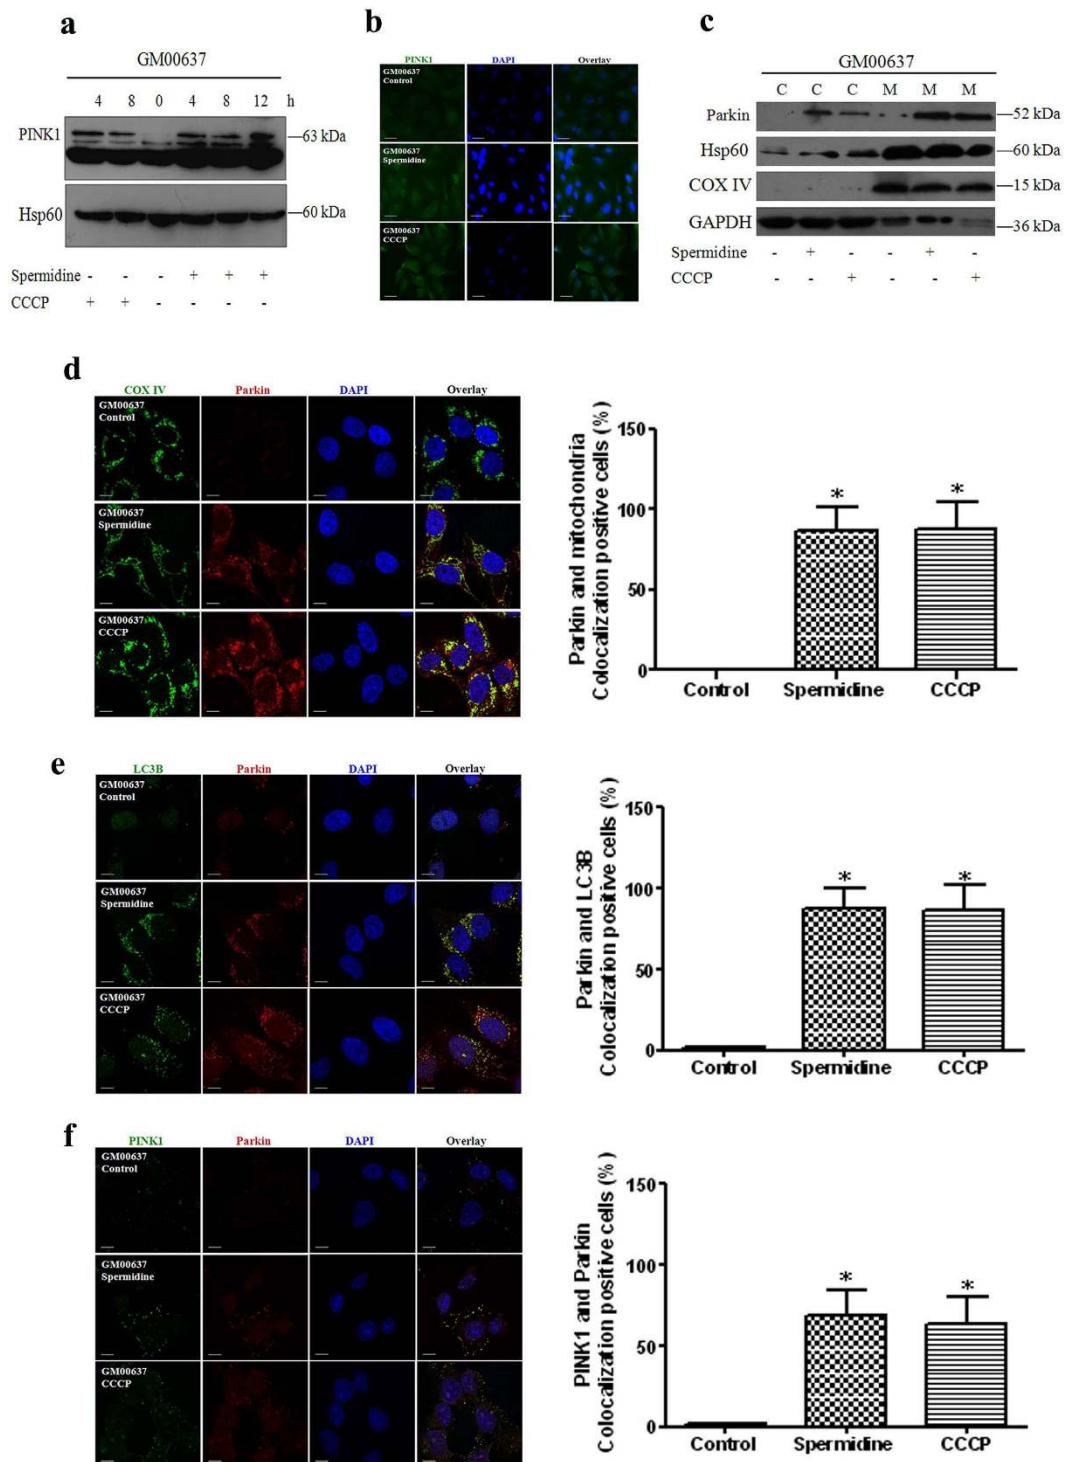 a
GM00637
4 8 0 4 8 12 h
PINK1
63 kDa
Hsp60
60 kDa
Spermidine - - - + + +
CCCP + + - - - -
b
PINK1 DAPI Overlay
GM00637
Control
GM00637
Spermidine
GM00637
CCCP
c
GM00637
C C C M M M
Parkin
52 kDa
Hsp60
60 kDa
COX IV
15 kDa
GAPDH
36 kDa
Spermidine - + - - + -
CCCP - - + - - +
d
COX IV Parkin DAPI Overlay
GM00637
Control
GM00637
Spermidine
GM00637
CCCP
Parkin and mitochondria
Colocalization positive cells (%)
150
100
50
0
* *
Control Spermidine CCCP
e
LC3B Parkin DAPI Overlay
GM00637
Control
GM00637
Spermidine
GM00637
CCCP
Parkin and LC3B
Colocalization positive cells (%)
150
100
50
0
* *
Control Spermidine CCCP
f
PINK1 Parkin DAPI Overlay
GM00637
Control
GM00637
Spermidine
GM00637
CCCP
PINK1 and Parkin
Colocalization positive cells (%)
150
100
50
0
* *
Control Spermidine CCCP